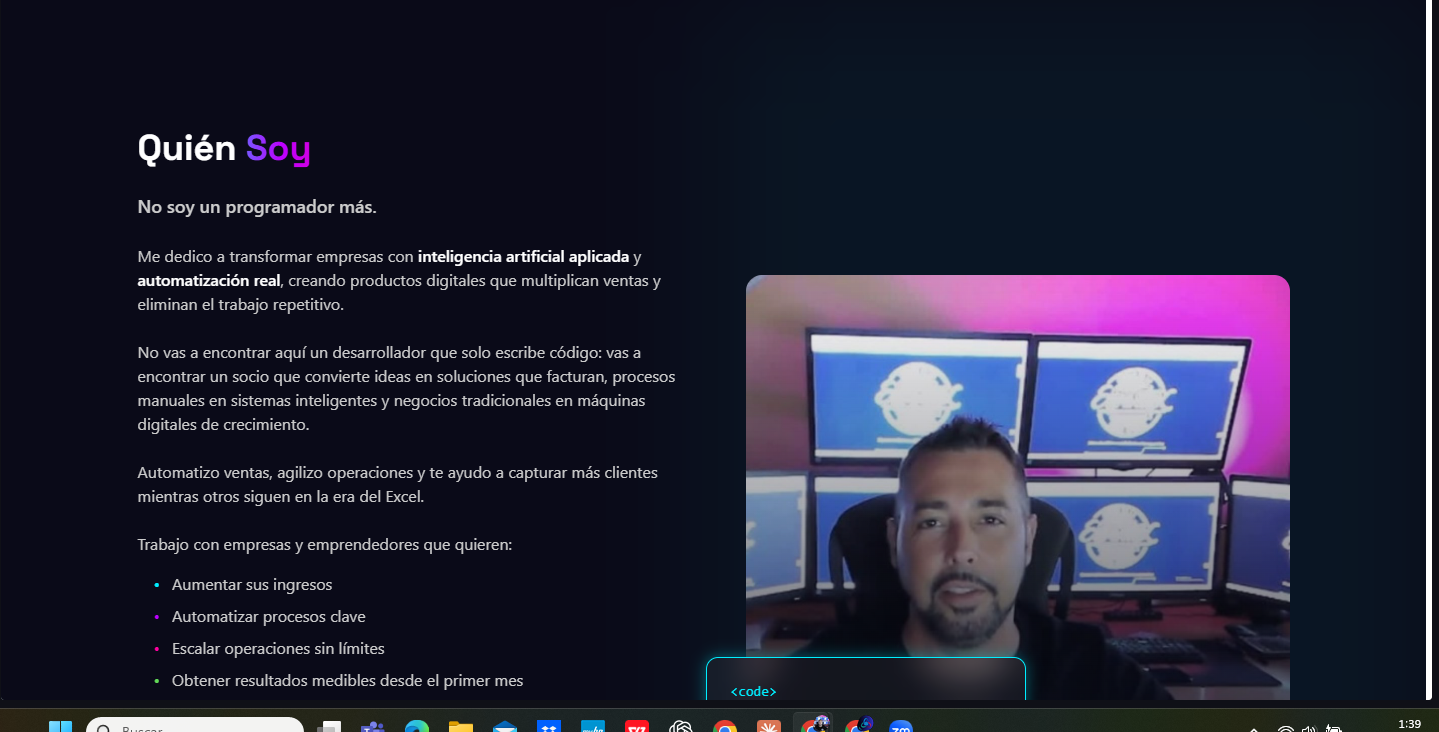 Quién Soy
No soy un programador más.
Me dedico a transformar empresas con inteligencia artificial aplicada y
automatización real, creando productos digitales que multiplican ventas y
eliminan el trabajo repetitivo.
No vas a encontrar aquí un desarrollador que solo escribe código: vas a
encontrar un socio que convierte ideas en soluciones que facturan, procesos
manuales en sistemas inteligentes y negocios tradicionales en máquinas
digitales de crecimiento.
Automatizo ventas, agilizo operaciones y te ayudo a capturar más clientes
mientras otros siguen en la era del Excel.
Trabajo con empresas y emprendedores que quieren:
• Aumentar sus ingresos
• Automatizar procesos clave
• Escalar operaciones sin límites
• Obtener resultados medibles desde el primer mes
<code>
Buscar
zm
1:39